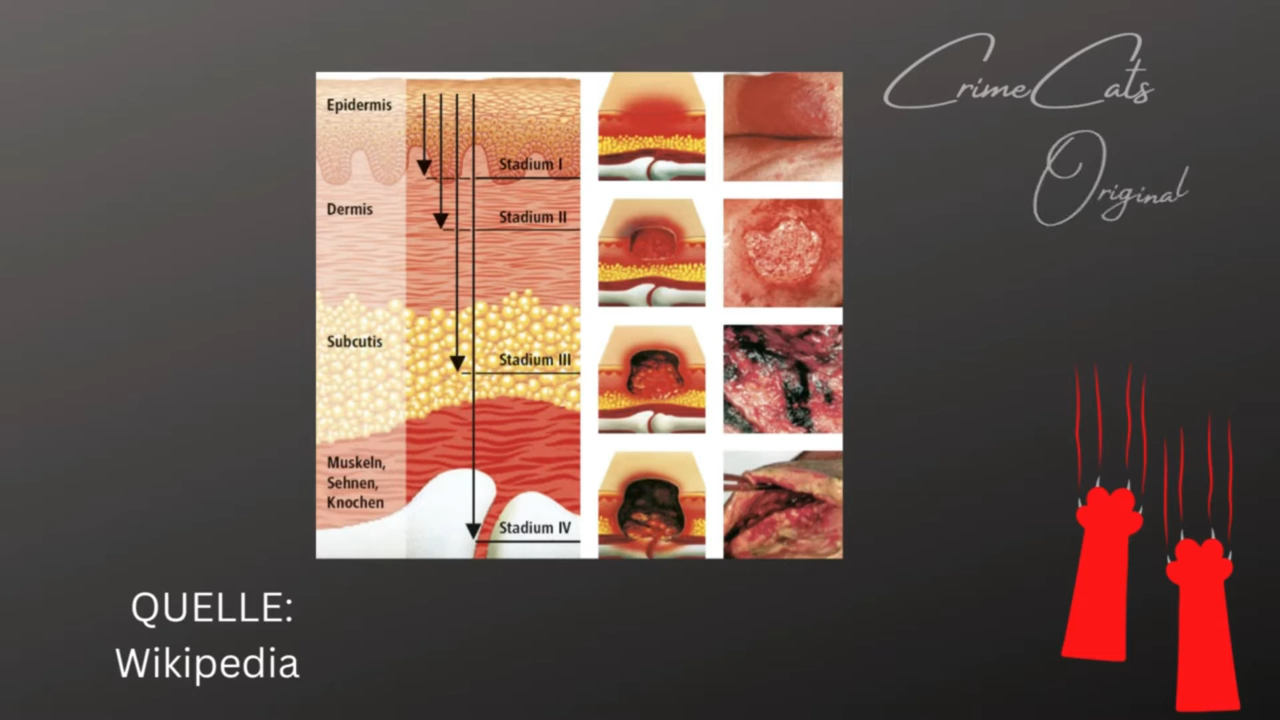 CrimeCats
Original
Epidermis
Stadium I
Dermis
Stadium II
Subcutis
Stadium III
Muskeln,
Sehnen,
Knochen
Stadium IV
QUELLE:
Wikipedia